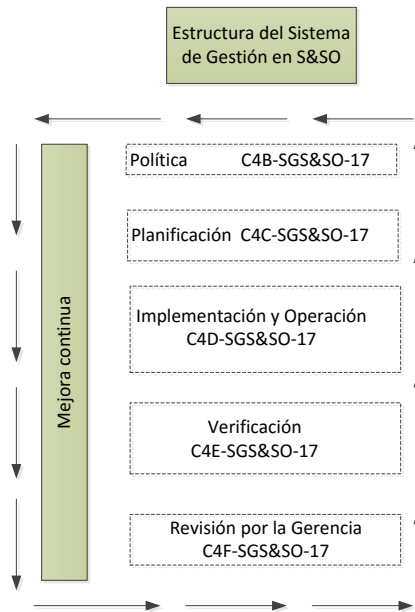 Estructura del Sistema
de Gestión en S&SO
Política C4B-SGS&SO-17
Planificación C4C-SGS&SO-17
Implementación y Operación
C4D-SGS&SO-17
Verificación
C4E-SGS&SO-17
Revisión por la Gerencia
C4F-SGS&SO-17
Mejora continua